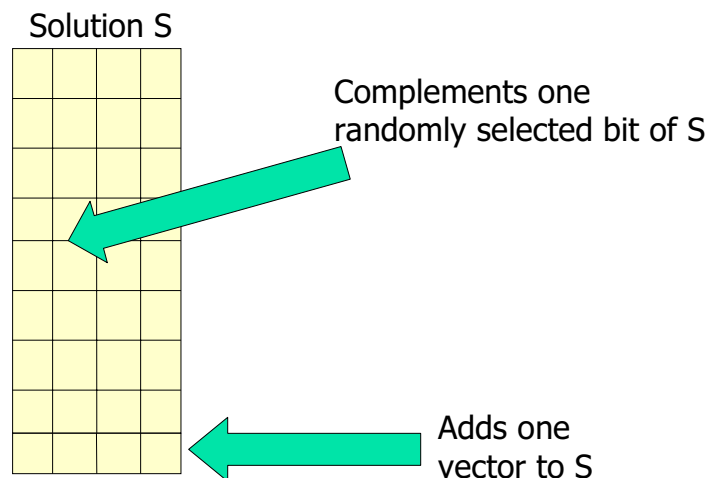 Solution S
Complements one
randomly selected bit of S
Adds one
vector to S